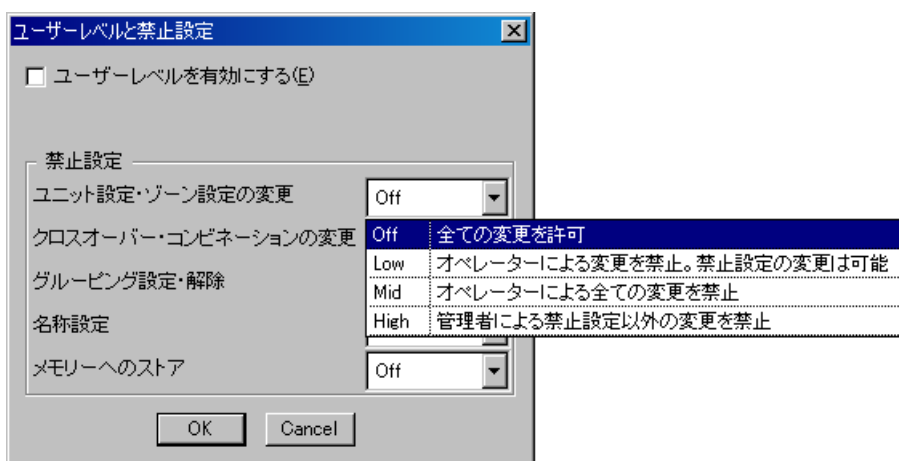 ユーザーレベルと禁止設定
ユーザーレベルを有効にする(E)
禁止設定
ユニット設定・ゾーン設定の変更 Off
クロスオーバー・コンビネーションの変更
Off 全ての変更を許可
Low オペレーターによる変更を禁止。禁止設定の変更は可能
グルーピング設定・解除
Mid オペレーターによる全ての変更を禁止
名称設定
High 管理者による禁止設定以外の変更を禁止
メモリーへのストア Off
OK Cancel